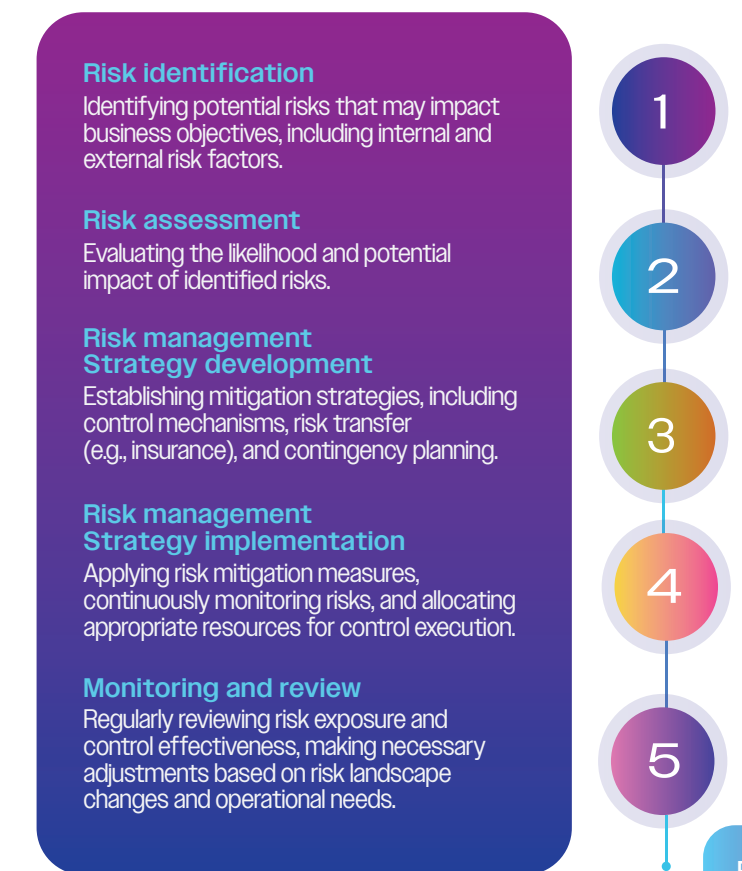 Risk identification
Identifying potential risks that may impact
business objectives, including internal and
external risk factors.
1
Risk assessment
Evaluating the likelihood and potential
impact of identified risks.
2
Risk management
Strategy development
Establishing mitigation strategies, including
control mechanisms, risk transfer
(e.g., insurance), and contingency planning.
3
Risk management
Strategy implementation
Applying risk mitigation measures,
continuously monitoring risks, and allocating
appropriate resources for control execution.
4
Monitoring and review
Regularly reviewing risk exposure and
control effectiveness, making necessary
adjustments based on risk landscape
changes and operational needs.
5